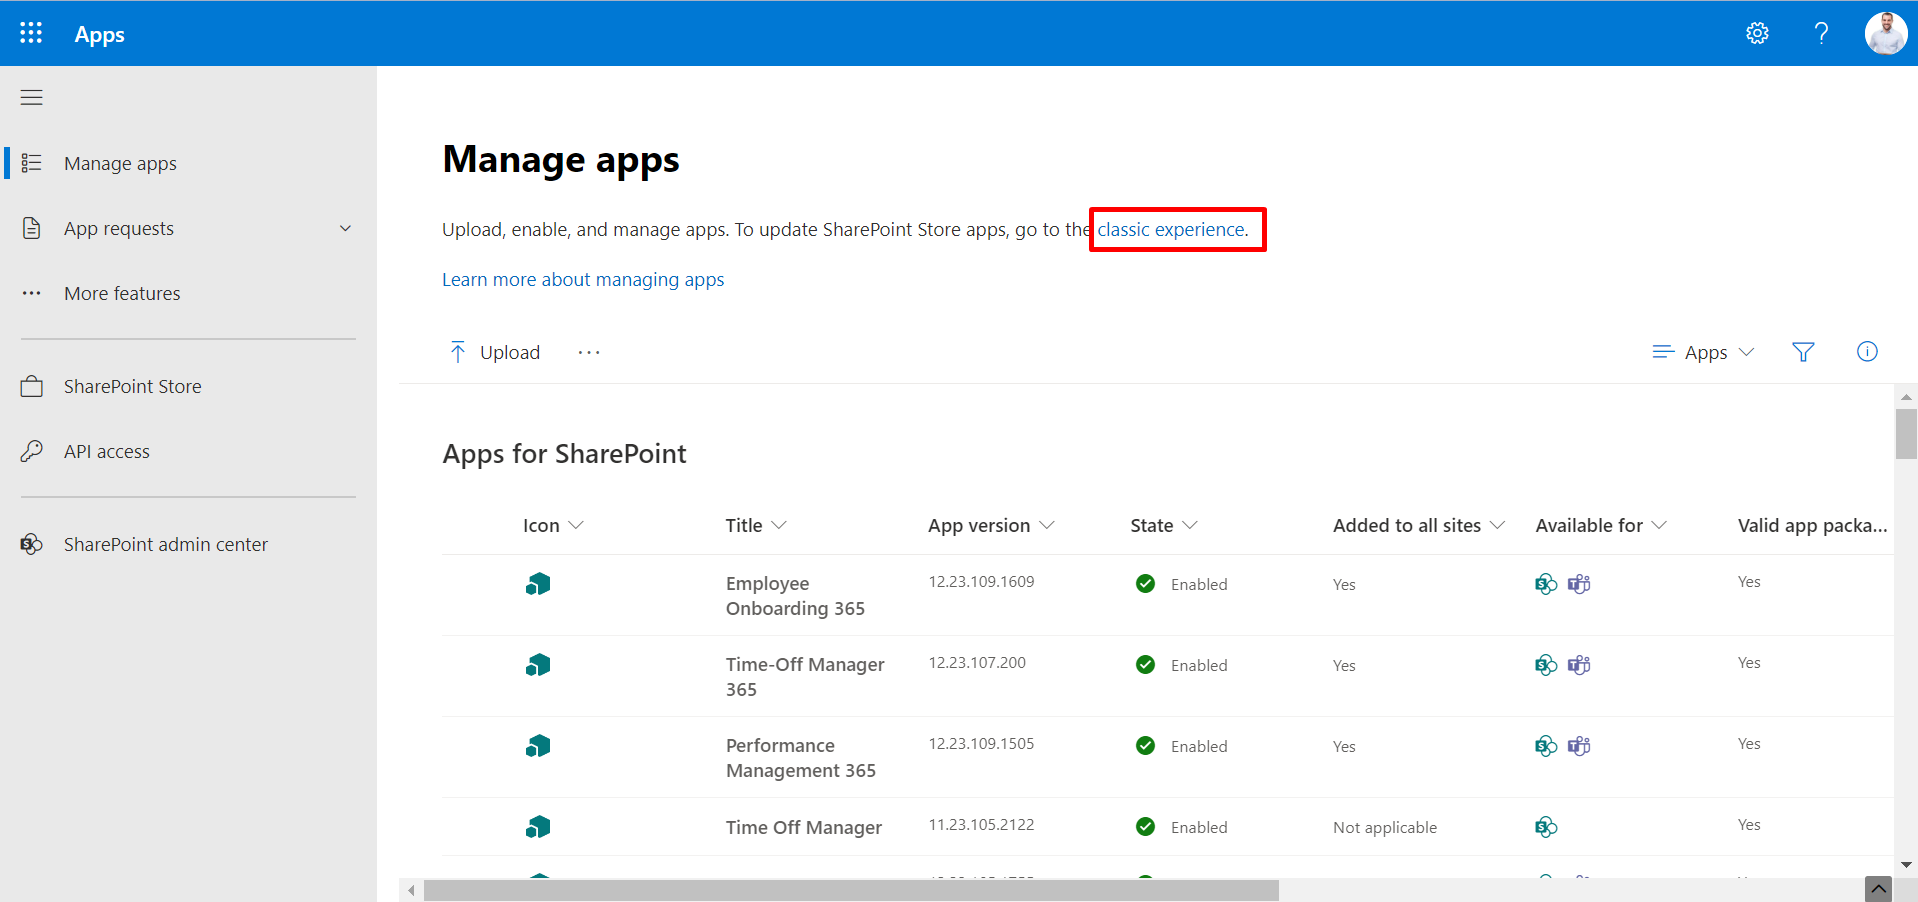 Apps
Manage apps
App requests
More features
SharePoint Store
API access
SharePoint admin center
Manage apps
Upload, enable, and manage apps. To update SharePoint Store apps, go to the classic experience.
Learn more about managing apps
Upload
Apps
Apps for SharePoint
Icon Title App version State Added to all sites Available for Valid app packa...
Employee Onboarding 365 12.23.109.1609 Enabled Yes Yes
Time-Off Manager 365 12.23.107.200 Enabled Yes Yes
Performance Management 365 12.23.109.1505 Enabled Yes Yes
Time Off Manager 11.23.105.2122 Enabled Not applicable Yes